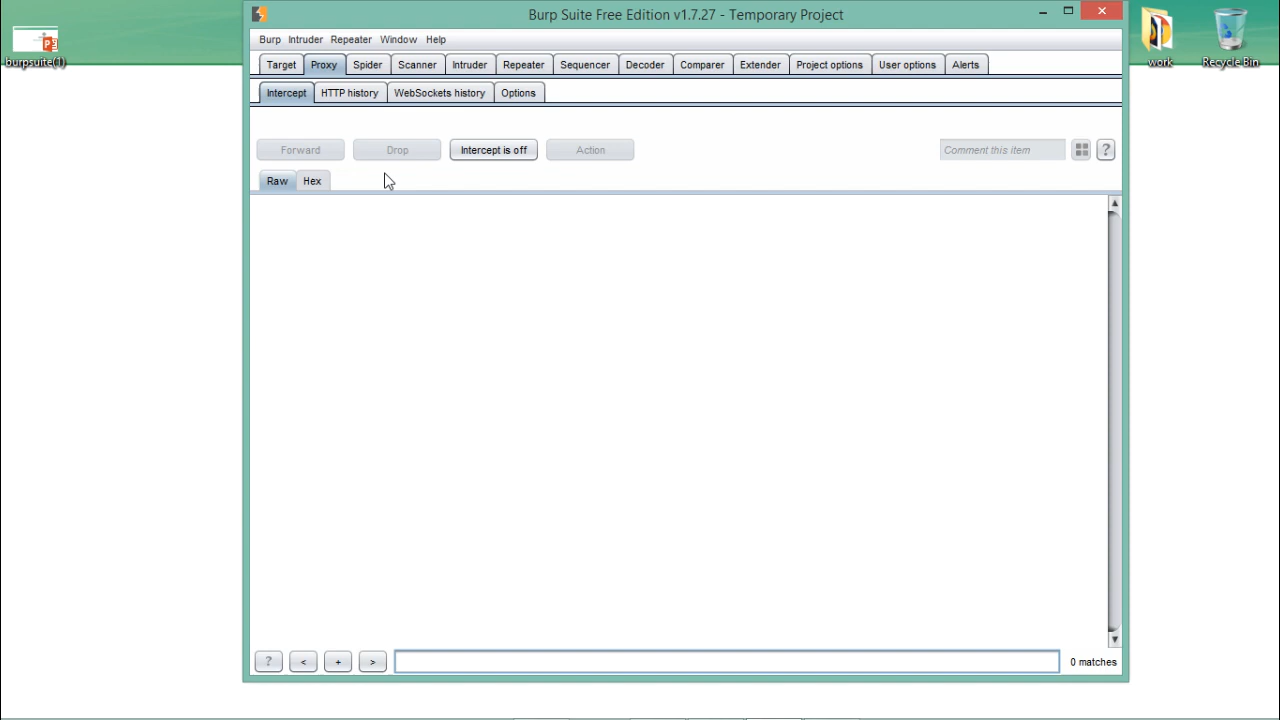 Burp Suite Free Edition v1.7.27 - Temporary Project
burpsuite(1)
work
Recycle Bin
Burp Intruder Repeater Window Help
Target Proxy Spider Scanner Intruder Repeater Sequencer Decoder Comparer Extender Project options User options Alerts
Intercept HTTP history WebSockets history Options
Forward Drop Intercept is off Action Comment this item ?
Raw Hex
? < + > 0 matches